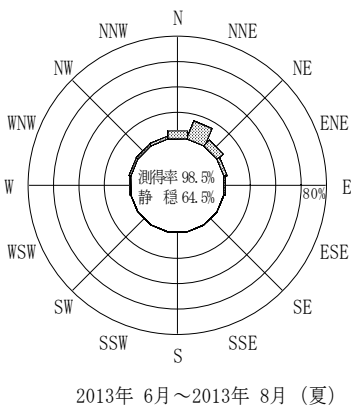 N
NNW NNE
NW NE
WNW ENE
測得率 98.5%
静 穏 64.5%
W 80% E
WSW ESE
SW SE
SSW SSE
S
2013年 6月～2013年 8月 (夏)